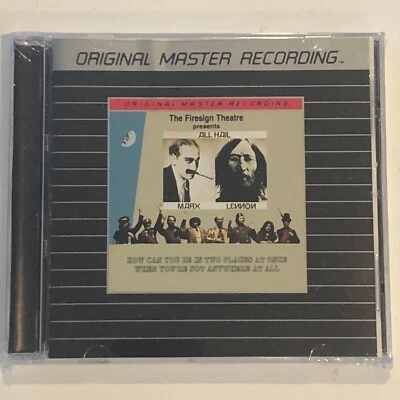 ORIGINAL MASTER RECORDING™
ORIGINAL MASTER RECORDING
The Firesign Theatre
presents
ALL HAIL
MARX LENNON
HOW CAN YOU BE IN TWO PLACES AT ONCE
WHEN YOU'RE NOT ANYWHERE AT ALL